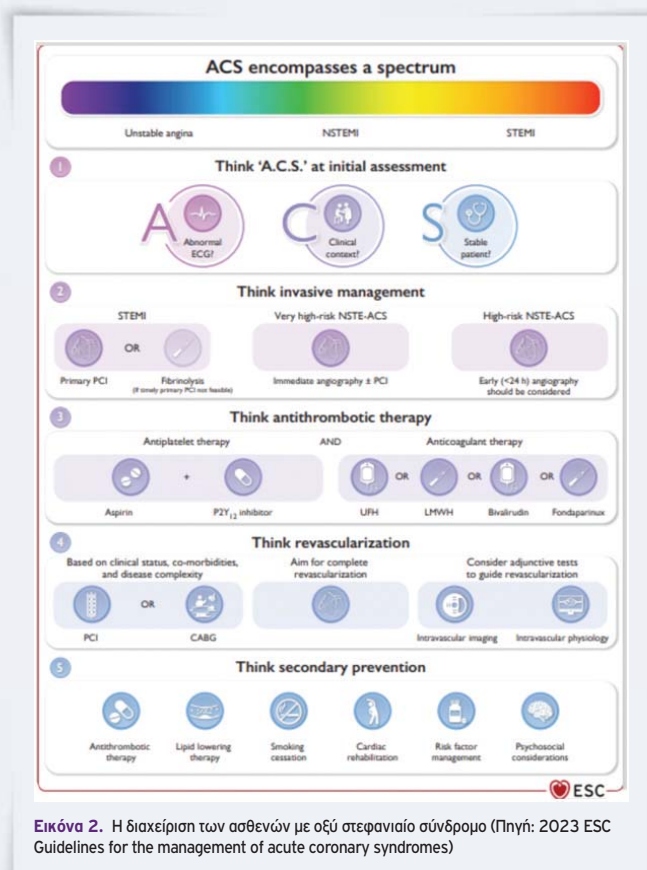 ACS encompasses a spectrum
Unstable angina NSTEMI STEMI
1 Think 'A.C.S.' at initial assessment
A C S
Abnormal ECG? Clinical context? Stable patient?
2 Think invasive management
STEMI Very high-risk NSTE-ACS High-risk NSTE-ACS
OR
Primary PCI Fibrinolysis Immediate angiography ± PCI Early (<24 h) angiography
(If timely primary PCI not feasible) should be considered
3 Think antithrombotic therapy
Antiplatelet therapy AND Anticoagulant therapy
+ OR OR OR
Aspirin P2Y₁₂ inhibitor UFH LMWH Bivalirudin Fondaparinux
4 Think revascularization
Based on clinical status, co-morbidities, Aim for complete Consider adjunctive tests
and disease complexity revascularization to guide revascularization
OR
PCI CABG Intravascular imaging Intravascular physiology
5 Think secondary prevention
Antithrombotic Lipid lowering Smoking Cardiac Risk factor Psychosocial
therapy therapy cessation rehabilitation management considerations
ESC
Εικόνα 2. Η διαχείριση των ασθενών με οξύ στεφανιαίο σύνδρομο (Πηγή: 2023 ESC
Guidelines for the management of acute coronary syndromes)